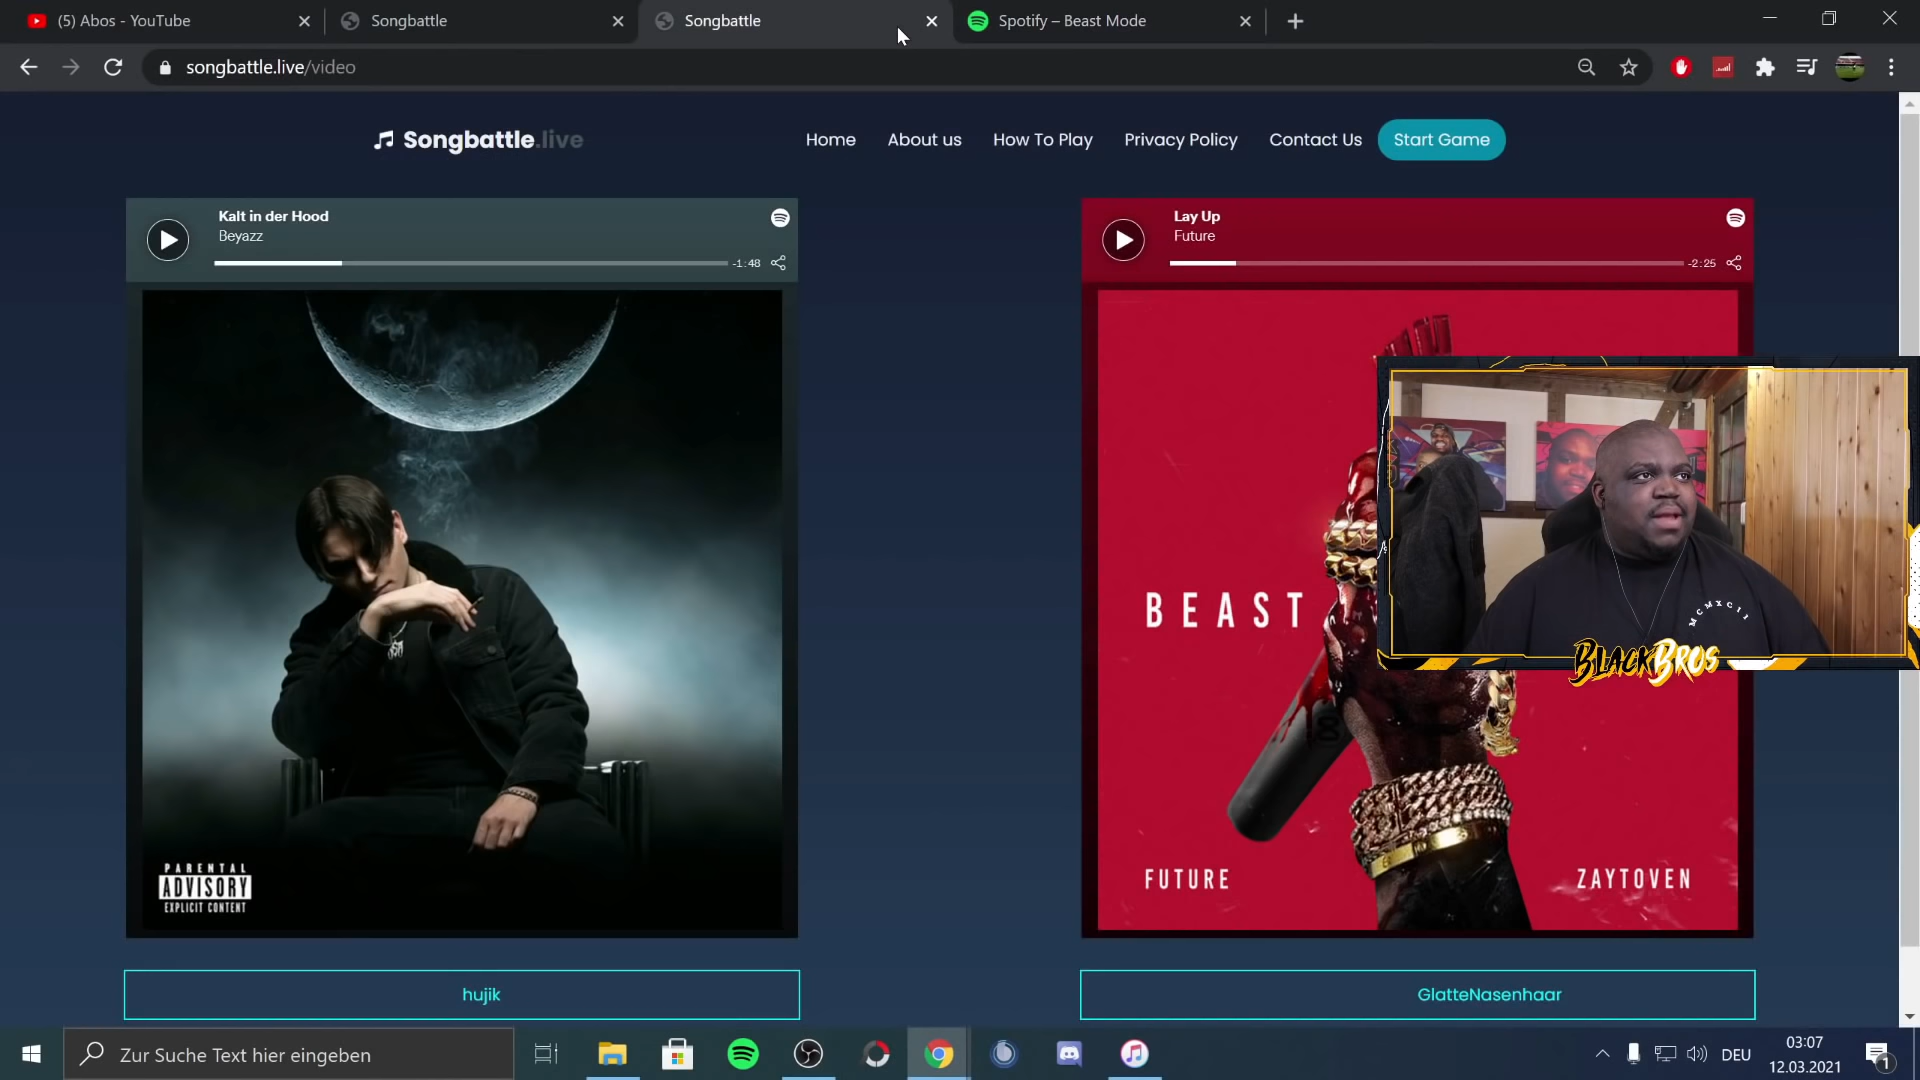 (5) Abos - YouTube
Songbattle
Songbattle
Spotify – Beast Mode
songbattle.live/video
Songbattle.live
Home
About us
How To Play
Privacy Policy
Contact Us
Start Game
Kalt in der Hood
Beyazz
-1:48
Lay Up
Future
-2:25
PARENTAL
ADVISORY
EXPLICIT CONTENT
BEAST
FUTURE
ZAYTOVEN
MCMXCII
BLACKBROS
hujik
GlatteNasenhaar
Zur Suche Text hier eingeben
DEU
03:07
12.03.2021
1